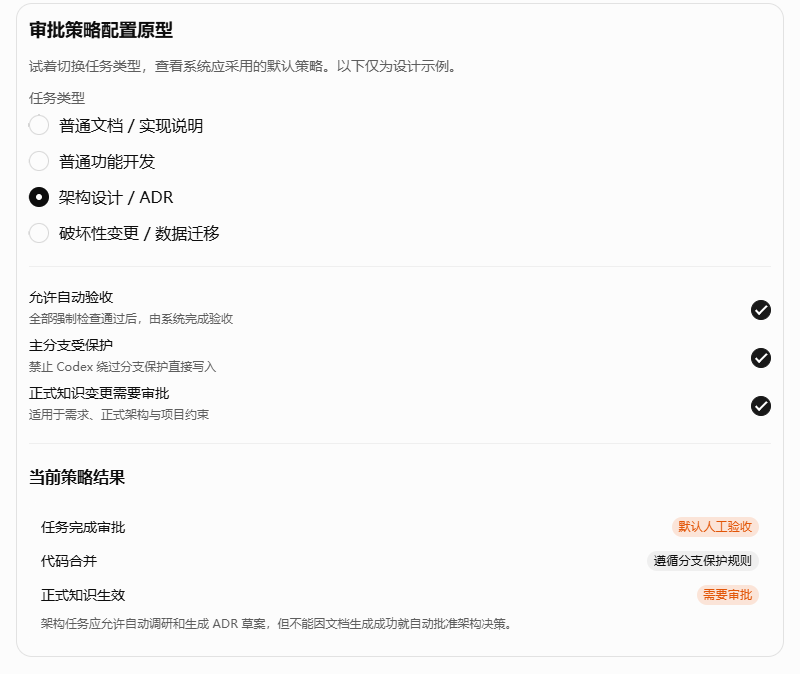 审批策略配置原型
试着切换任务类型，查看系统应采用的默认策略。以下仅为设计示例。
任务类型
普通文档 / 实现说明
普通功能开发
架构设计 / ADR
破坏性变更 / 数据迁移
允许自动验收
全部强制检查通过后，由系统完成验收
主分支受保护
禁止 Codex 绕过分支保护直接写入
正式知识变更需要审批
适用于需求、正式架构与项目约束
当前策略结果
任务完成审批 默认人工验收
代码合并 遵循分支保护规则
正式知识生效 需要审批
架构任务应允许自动调研和生成 ADR 草案，但不能因文档生成成功就自动批准架构决策。